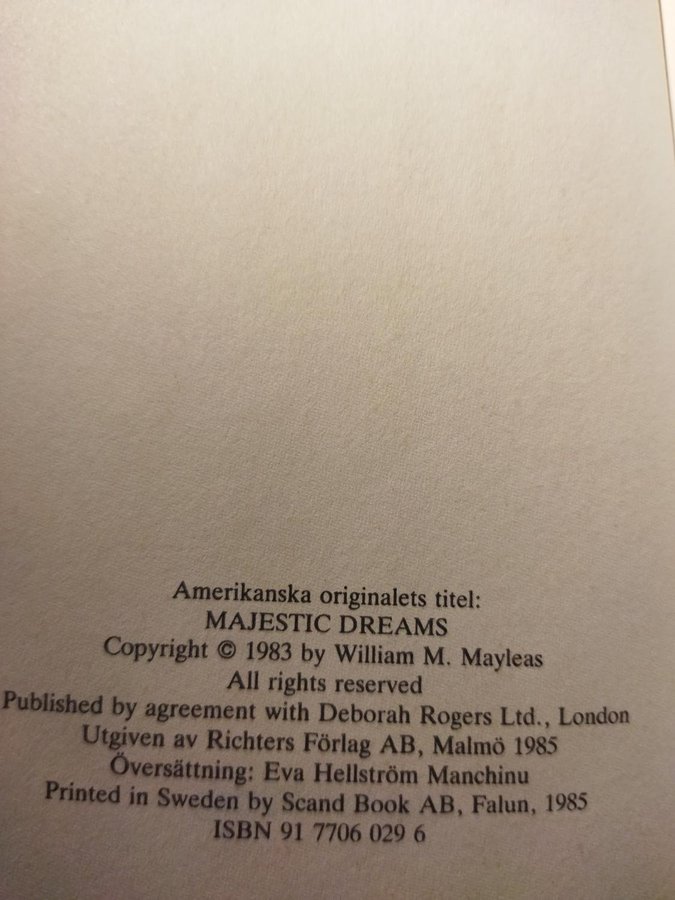 Amerikanska originalets titel:
MAJESTIC DREAMS
Copyright © 1983 by William M. Mayleas
All rights reserved
Published by agreement with Deborah Rogers Ltd., London
Utgiven av Richters Förlag AB, Malmö 1985
Översättning: Eva Hellström Manchinu
Printed in Sweden by Scand Book AB, Falun, 1985
ISBN 91 7706 029 6